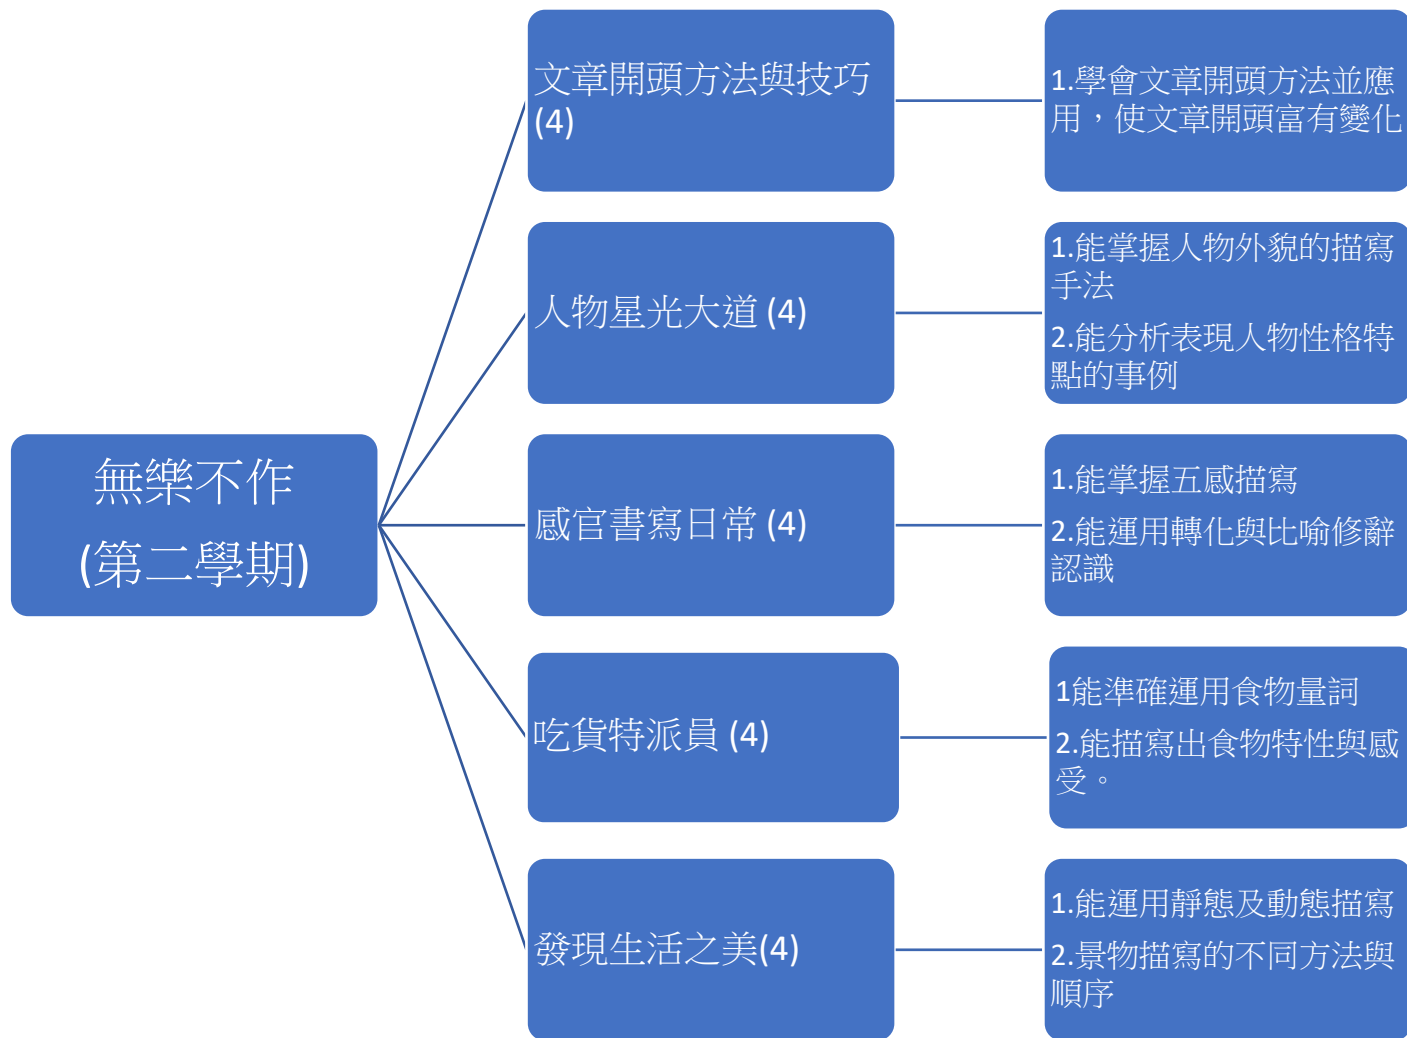 無樂不作
(第二學期)
文章開頭方法與技巧
(4)
1.學會文章開頭方法並應
用，使文章開頭富有變化
人物星光大道 (4)
1.能掌握人物外貌的描寫
手法
2.能分析表現人物性格特
點的事例
感官書寫日常 (4)
1.能掌握五感描寫
2.能運用轉化與比喻修辭
認識
吃貨特派員 (4)
1能準確運用食物量詞
2.能描寫出食物特性與感
受。
發現生活之美(4)
1.能運用靜態及動態描寫
2.景物描寫的不同方法與
順序